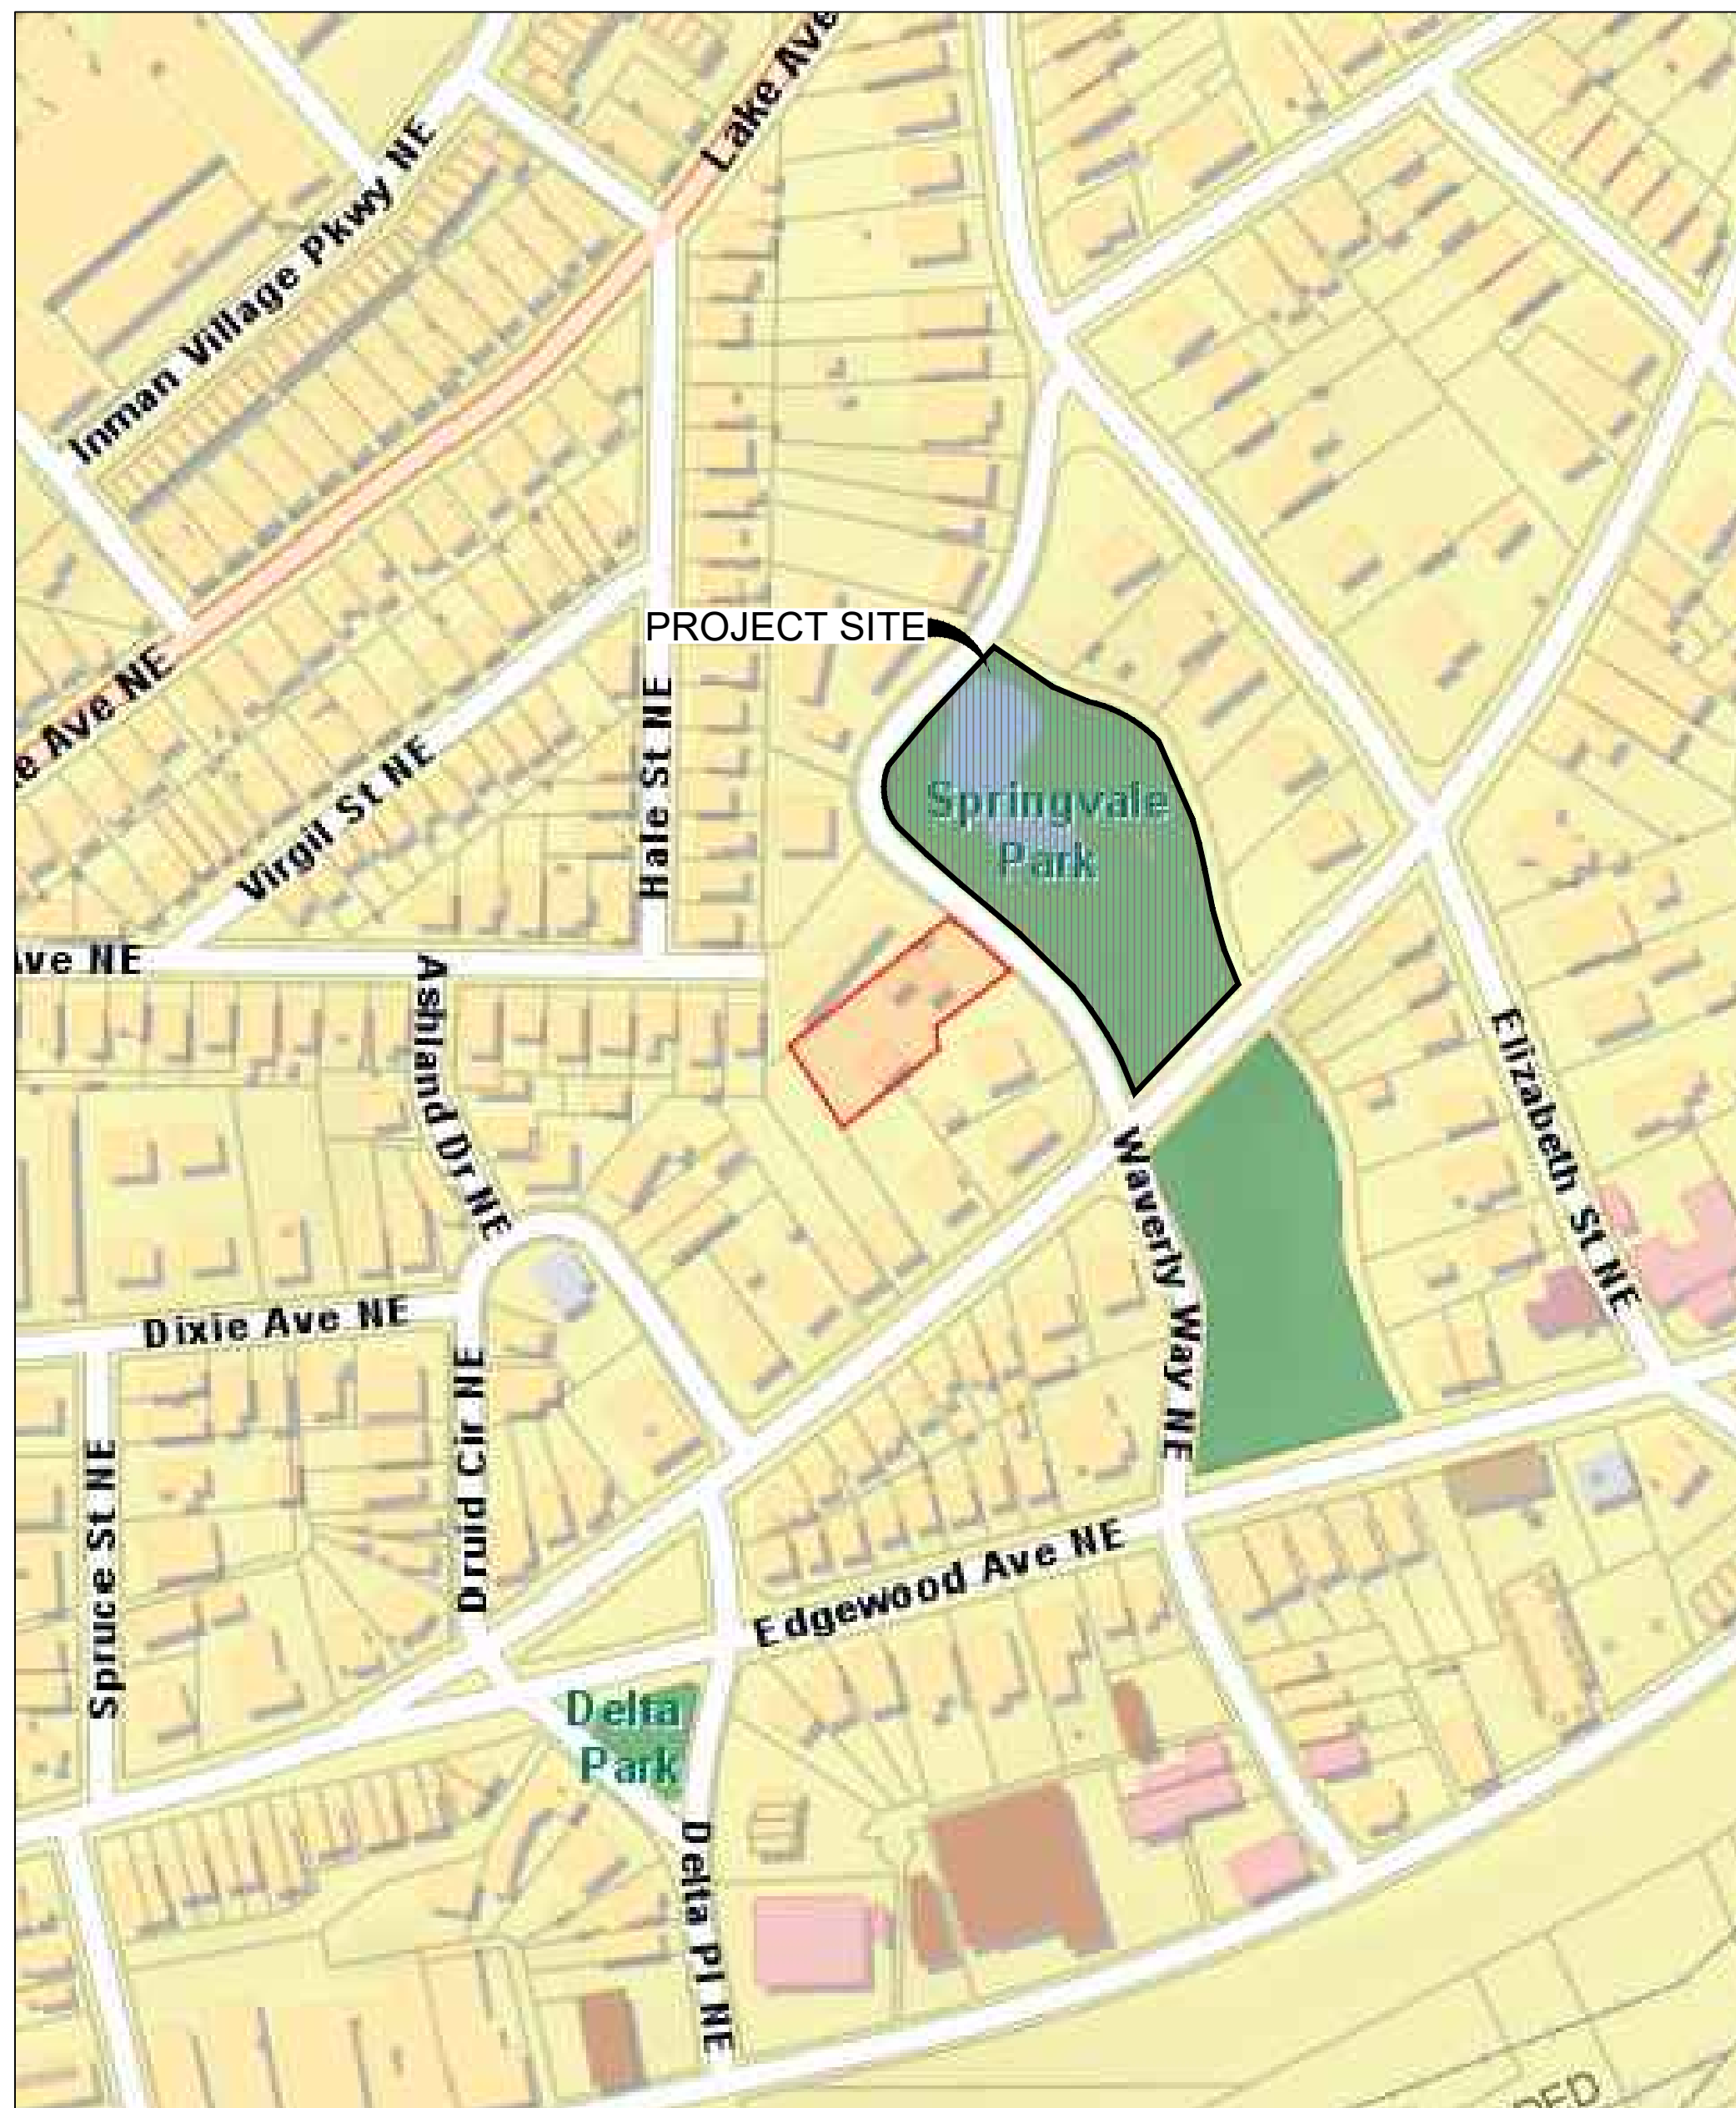 Lake Ave
Inman Village Pkwy NE
PROJECT SITE
e Ave NE
Hale St NE
Virgil St NE
Springvale
Park
Ave NE
Ashland Dr NE
Elizabeth St NE
Waverly Way NE
Dixie Ave NE
Druid Cir NE
Spruce St NE
Edgewood Ave NE
Delta
Park
Delta Pl NE